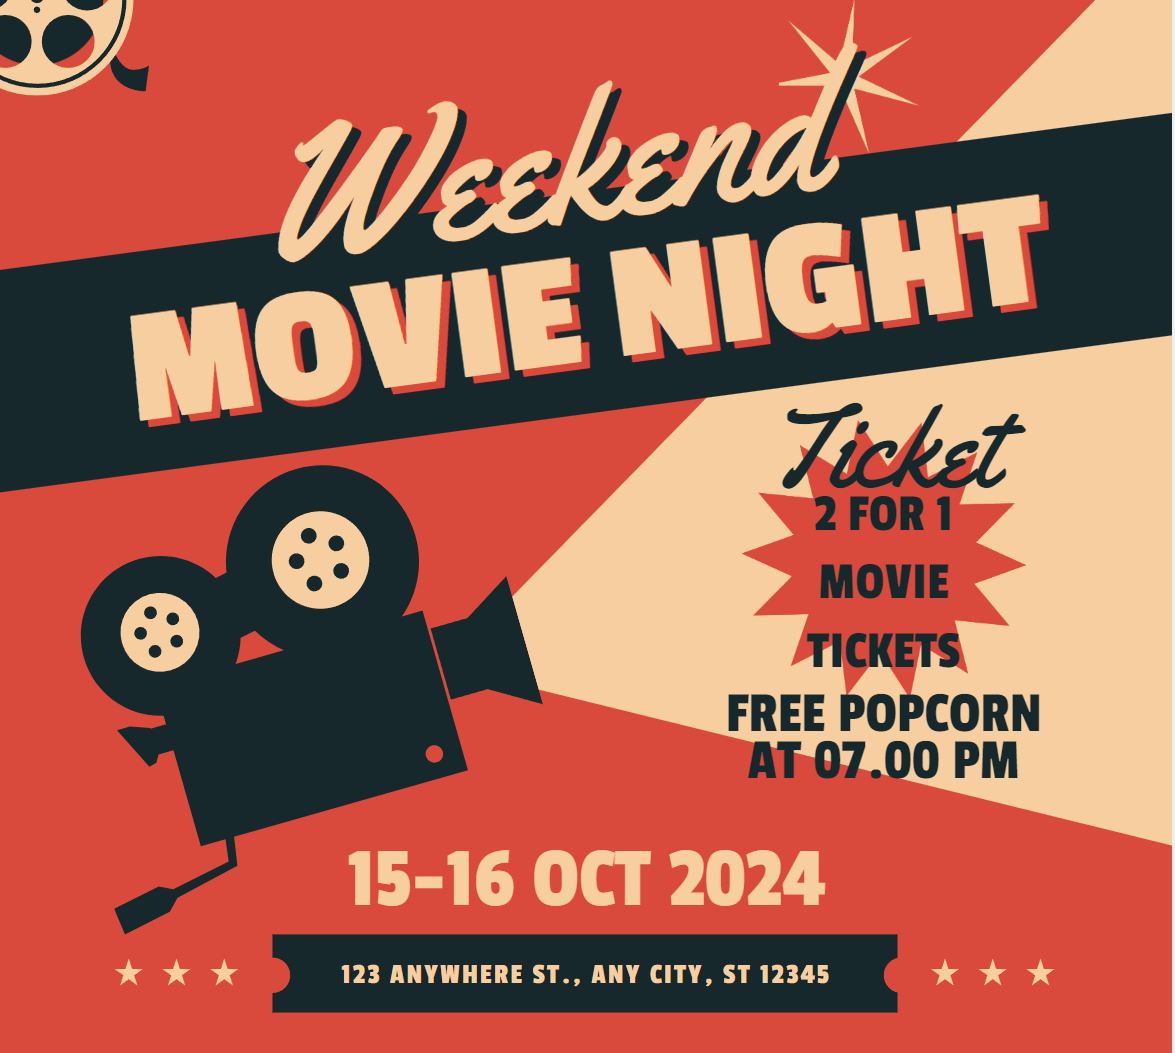 Weekend
MOVIE NIGHT
Ticket
2 FOR 1
MOVIE
TICKETS
FREE POPCORN
AT 07.00 PM
15-16 OCT 2024
123 ANYWHERE ST., ANY CITY, ST 12345